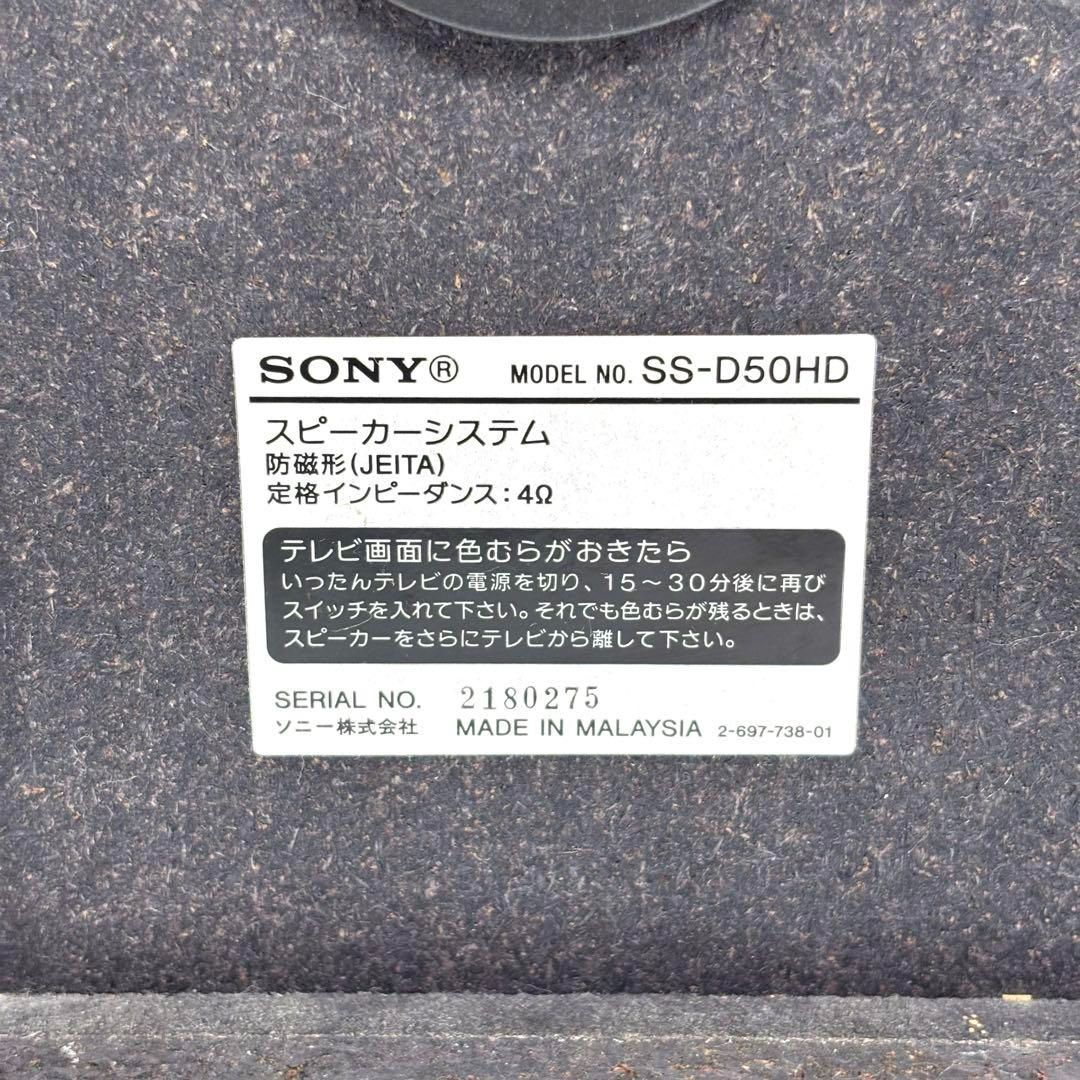 SONY® MODEL NO. SS-D50HD
スピーカーシステム
防磁形(JEITA)
定格インピーダンス:4Ω
テレビ画面に色むらがおきたら
いったんテレビの電源を切り、15～30分後に再び
スイッチを入れて下さい。それでも色むらが残るときは、
スピーカーをさらにテレビから離して下さい。
SERIAL NO. 2180275
ソニー株式会社 MADE IN MALAYSIA 2-697-738-01